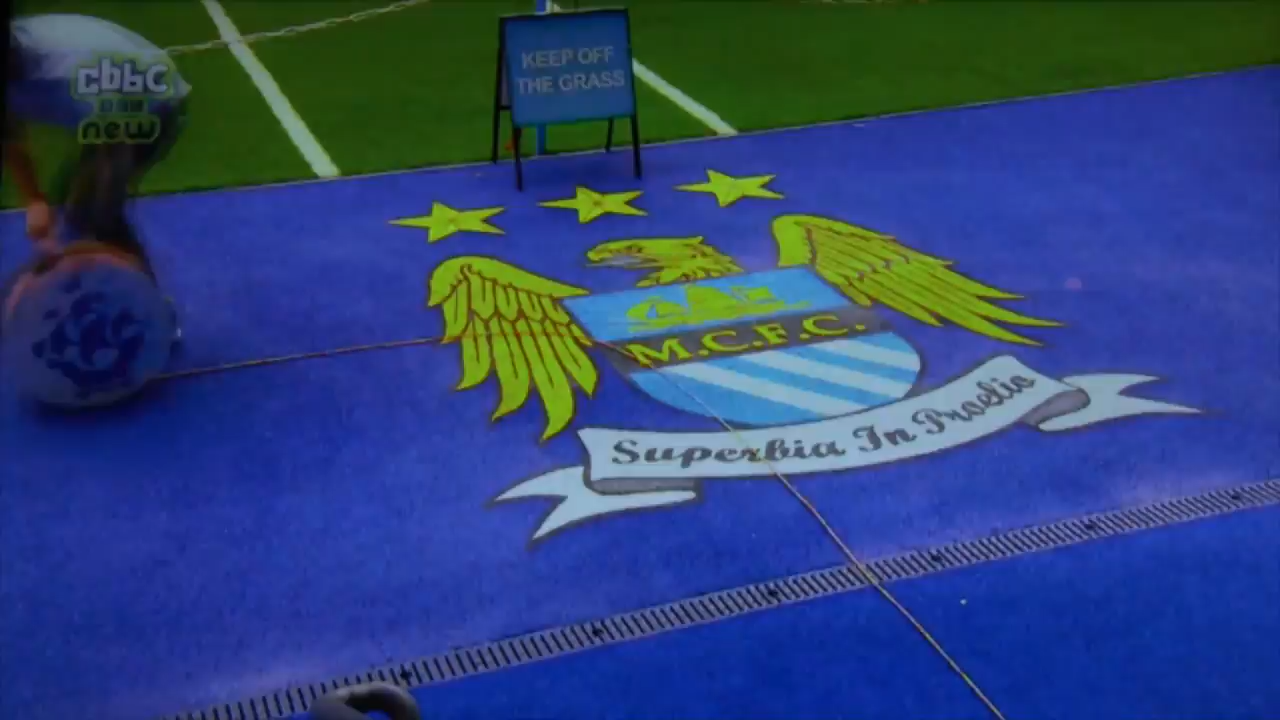 cbbc
new
KEEP OFF
THE GRASS
M.C.F.C.
Superbia In Proelio